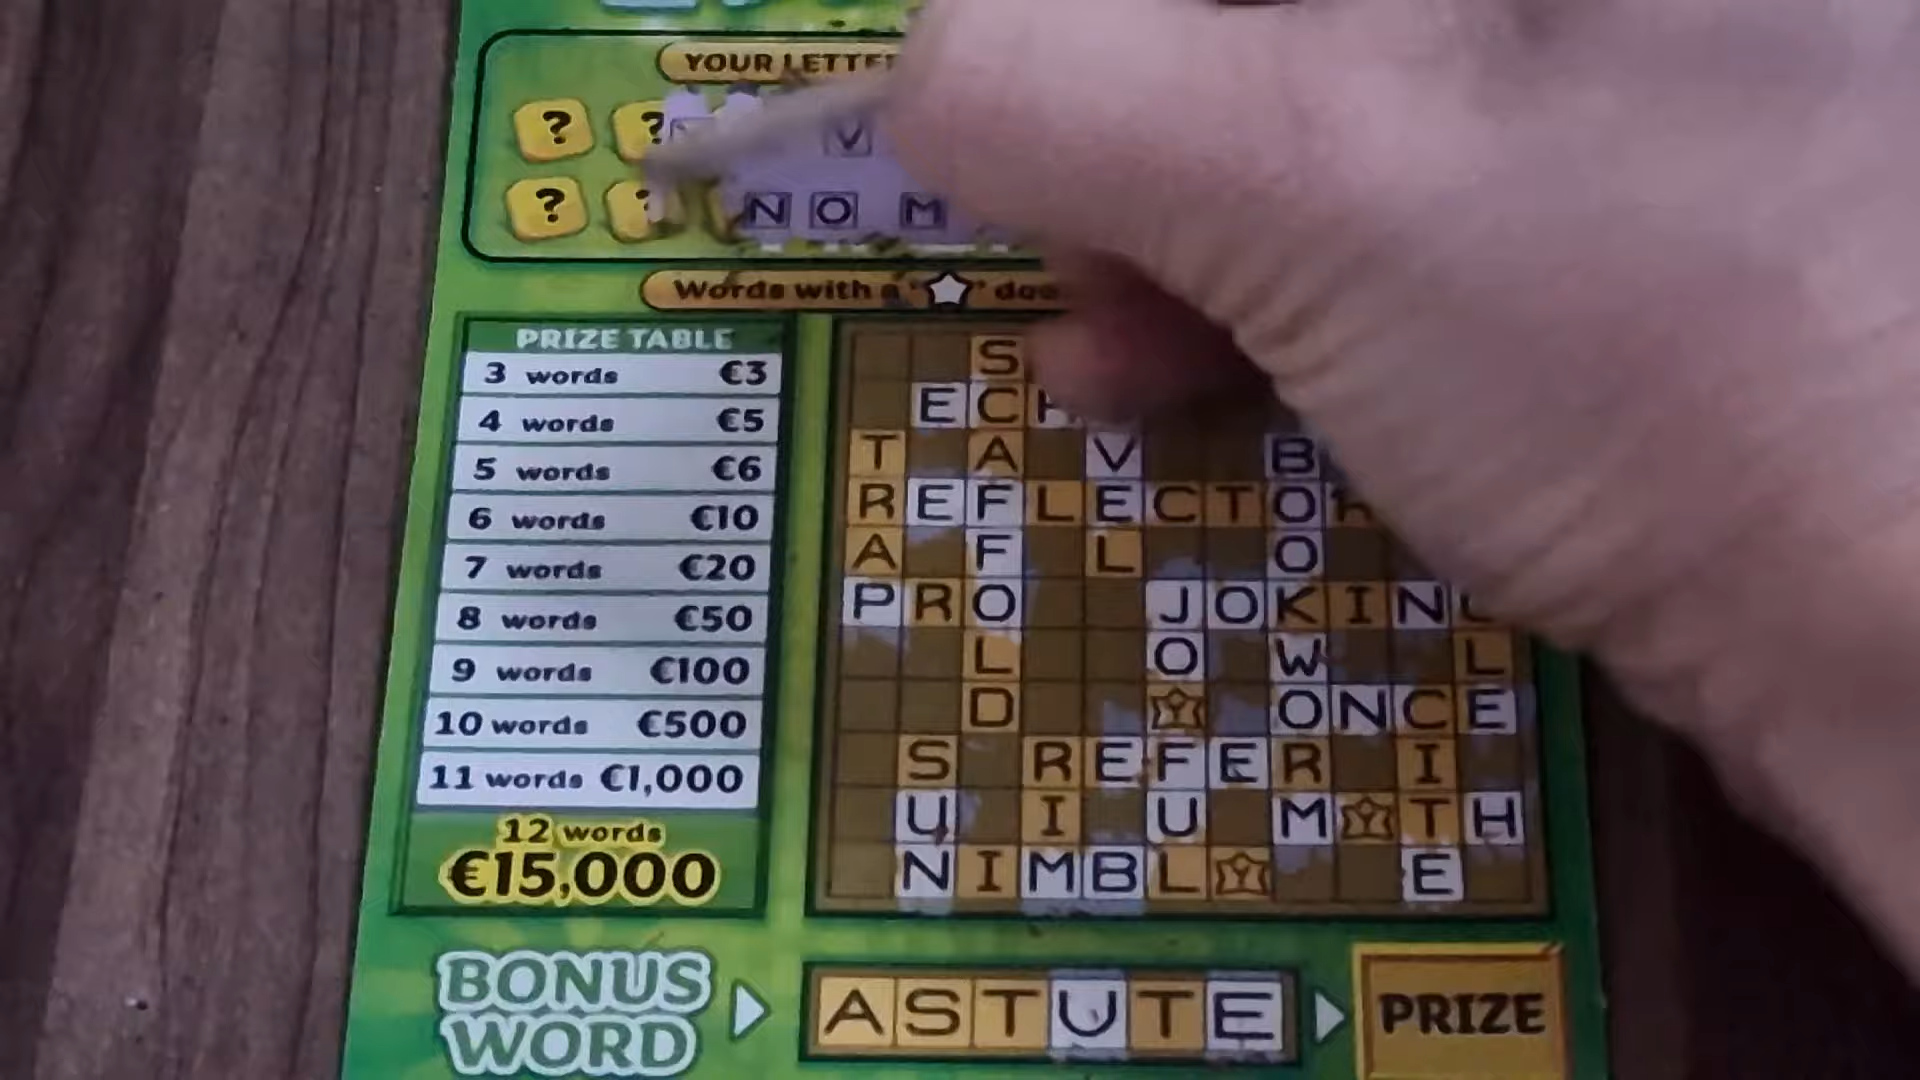 YOUR LETTE
? ? V
? ? N O M
Words with a
PRIZE TABLE
3 words €3
4 words €5
5 words €6
6 words €10
7 words €20
8 words €50
9 words €100
10 words €500
11 words €1,000
12 words
€15,000
S
E C H
T A V B
R E F L E C T O R
A F L O
P R O J O K I N
L O W L
D Y O N C E
S R E F E R I
U I U M Y T H
N I M B L Y E
BONUS
WORD
A S T U T E
PRIZE